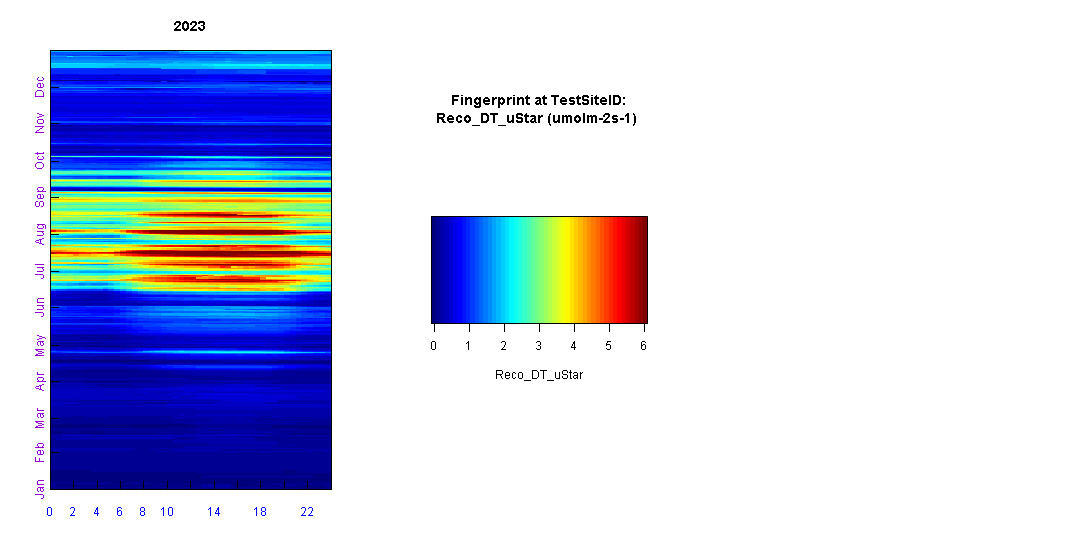 2023
Fingerprint at TestSiteID:
Reco_DT_uStar (umolm-2s-1)
Dec
Nov
Oct
Sep
Aug
Jul
Jun
May
Apr
Mar
Feb
Jan
0 2 4 6 8 10 14 18 22
0 1 2 3 4 5 6
Reco_DT_uStar